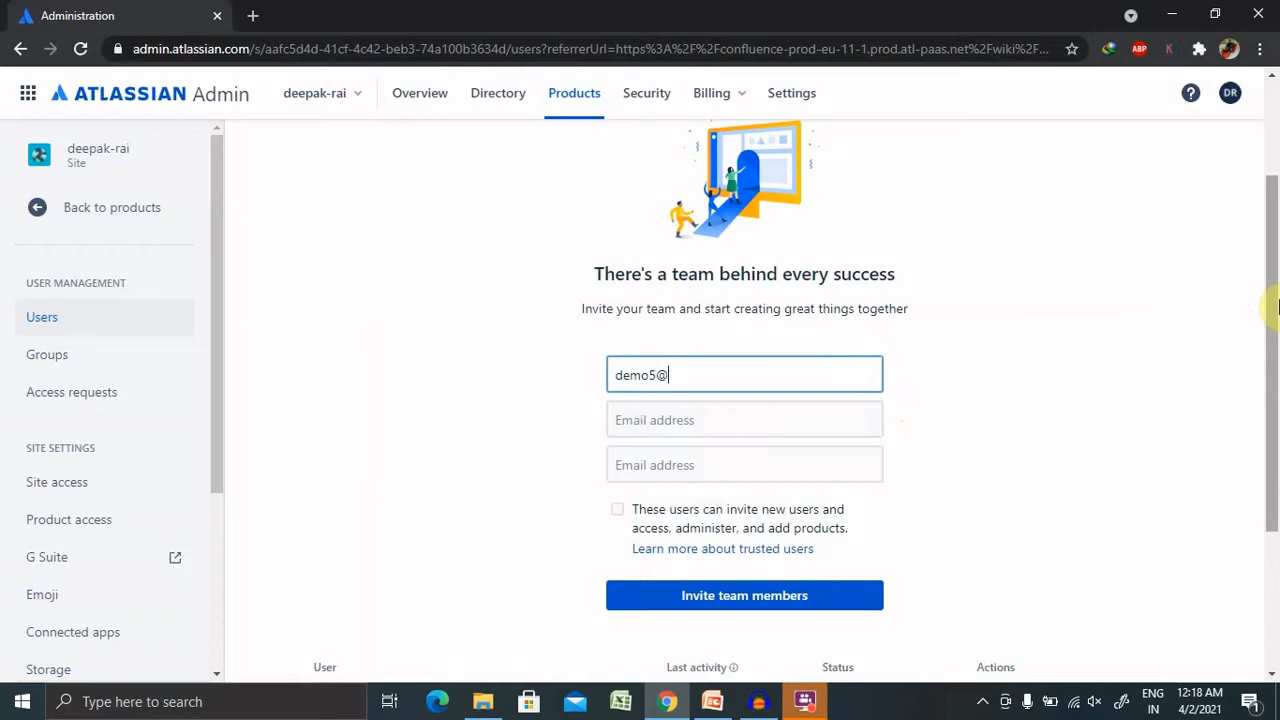 Administration
admin.atlassian.com/s/aafc5d4d-41cf-4c42-beb3-74a100b3634d/users?referrerUrl=https%3A%2F%2Fconfluence-prod-eu-11-1.prod.atl-paas.net%2Fwiki%2F...
ABP
K
ATLASSIAN Admin
deepak-rai
Overview
Directory
Products
Security
Billing
Settings
DR
deepak-rai
Site
Back to products
USER MANAGEMENT
Users
Groups
Access requests
SITE SETTINGS
Site access
Product access
G Suite
Emoji
Connected apps
Storage
There's a team behind every success
Invite your team and start creating great things together
demo5@
Email address
Email address
These users can invite new users and
access, administer, and add products.
Learn more about trusted users
Invite team members
User
Last activity
Status
Actions
Type here to search
ENG
IN
12:18 AM
4/2/2021
1